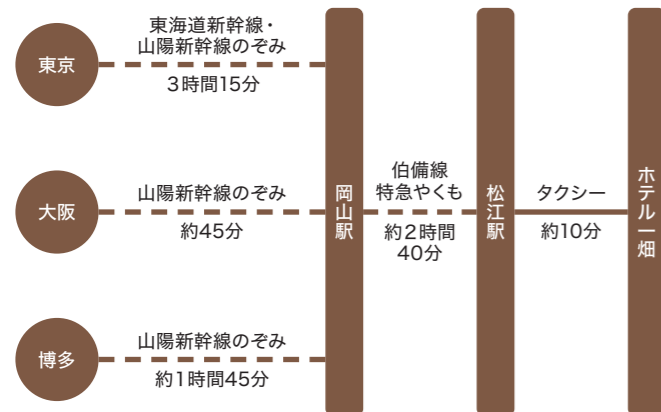 東京
東海道新幹線・
山陽新幹線のぞみ
3時間15分
大阪
山陽新幹線のぞみ
約45分
博多
山陽新幹線のぞみ
約1時間45分
岡山駅
伯備線
特急やくも
約2時間
40分
松江駅
タクシー
約10分
ホテル一畑